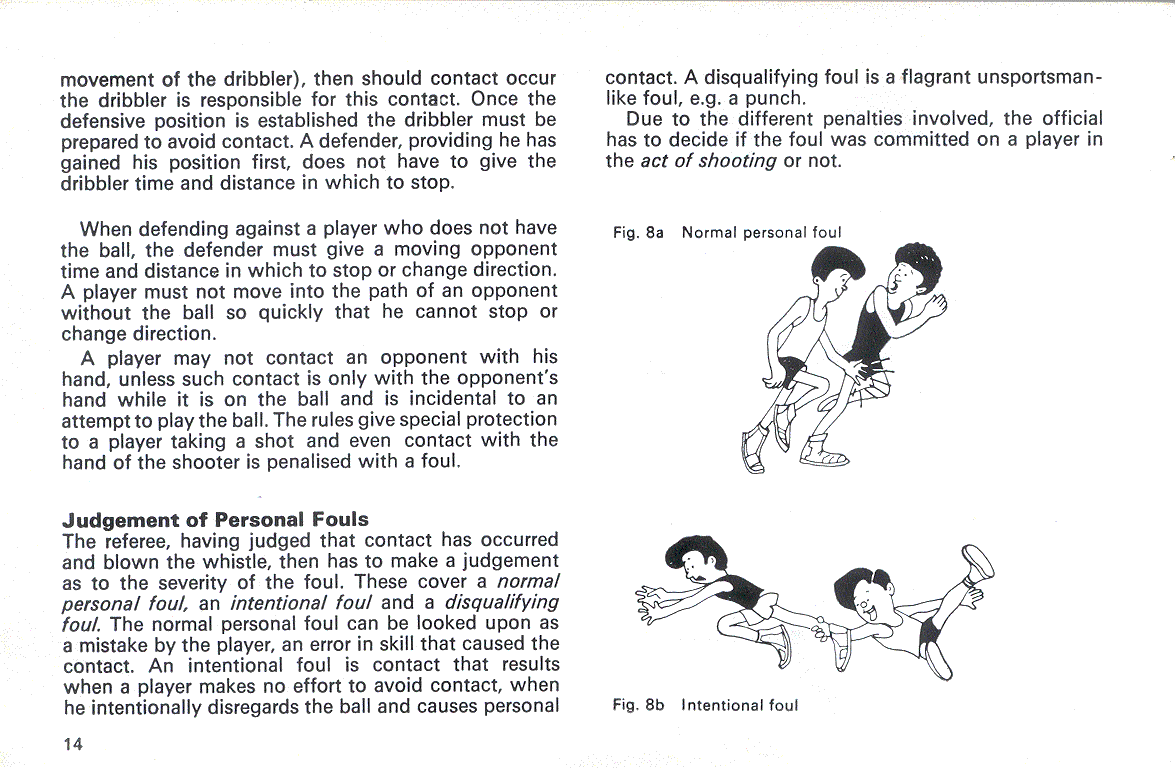 movement of the dribbler), then should contact occur
the dribbler is responsible for this contact. Once the
defensive position is established the dribbler must be
prepared to avoid contact. A defender, providing he has
gained his position first, does not have to give the
dribbler time and distance in which to stop.
When defending against a player who does not have
the ball, the defender must give a moving opponent
time and distance in which to stop or change direction.
A player must not move into the path of an opponent
without the ball so quickly that he cannot stop or
change direction.
A player may not contact an opponent with his
hand, unless such contact is only with the opponent's
hand while it is on the ball and is incidental to an
attempt to play the ball. The rules give special protection
to a player taking a shot and even contact with the
hand of the shooter is penalised with a foul.
Judgement of Personal Fouls
The referee, having judged that contact has occurred
and blown the whistle, then has to make a judgement
as to the severity of the foul. These cover a normal
personal foul, an intentional foul and a disqualifying
foul. The normal personal foul can be looked upon as
a mistake by the player, an error in skill that caused the
contact. An intentional foul is contact that results
when a player makes no effort to avoid contact, when
he intentionally disregards the ball and causes personal
14
contact. A disqualifying foul is a flagrant unsportsman-
like foul, e.g. a punch.
Due to the different penalties involved, the official
has to decide if the foul was committed on a player in
the act of shooting or not.
Fig. 8a Normal personal foul
Fig. 8b Intentional foul